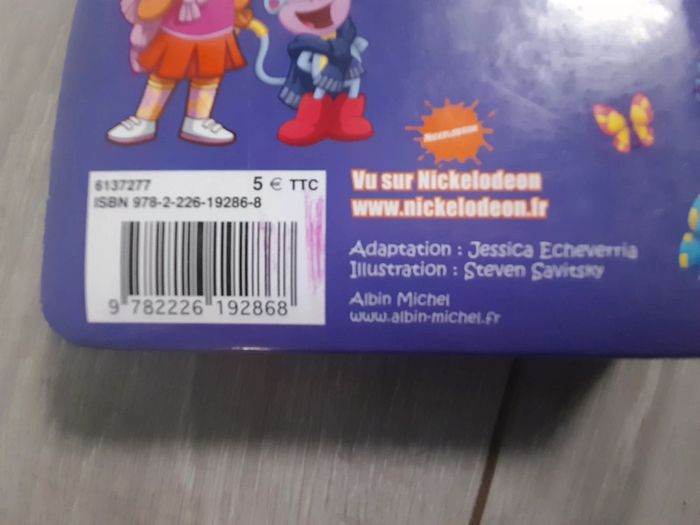 NICKELODEON
6137277 5 € TTC
ISBN 978-2-226-19286-8
9 782226 192868
Vu sur Nickelodeon
www.nickelodeon.fr
Adaptation : Jessica Echeverria
Illustration : Steven Savitsky
Albin Michel
www.albin-michel.fr